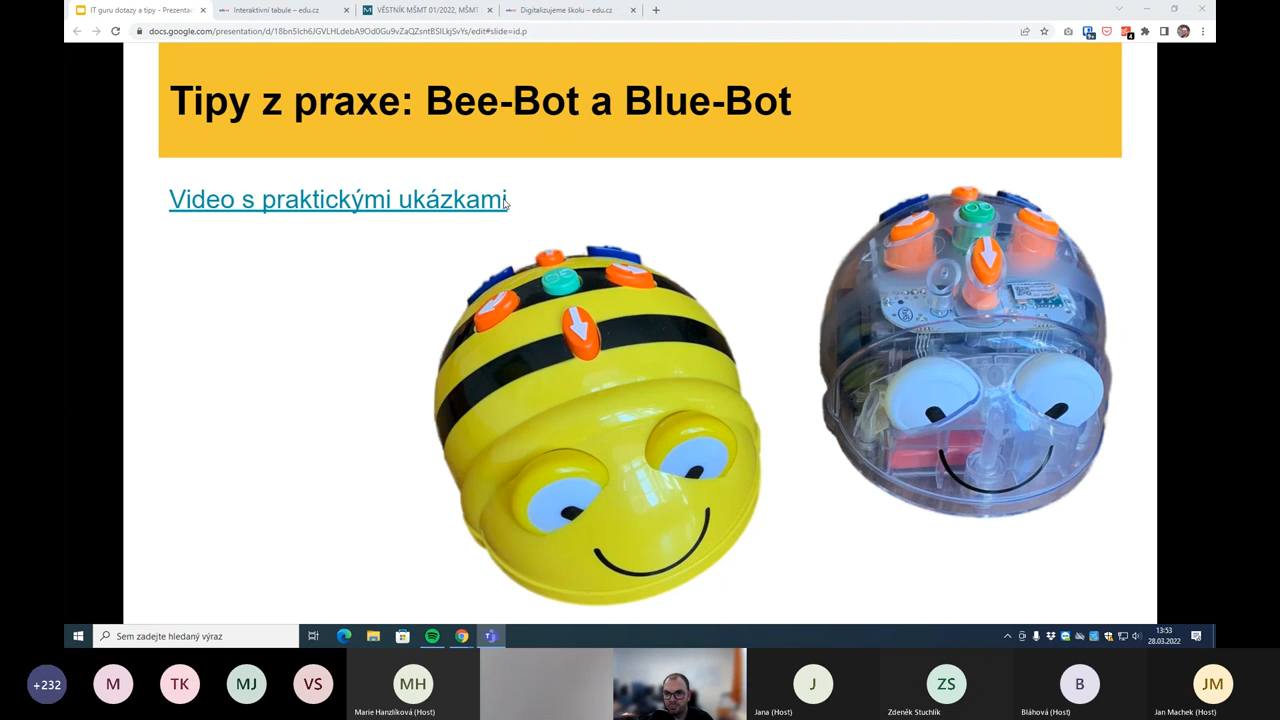 IT guru dotazy a tipy - Prezentac
Interaktivní tabule – edu.cz
VĚSTNÍK MŠMT 01/2022, MŠMT
Digitalizujeme školu – edu.cz
docs.google.com/presentation/d/18bn5Ich6JGVLHLdebA9Od0Gu9vZaQZsntBSILkjSvYs/edit#slide=id.p
Tipy z praxe: Bee-Bot a Blue-Bot
Video s praktickými ukázkami
GO
GO
Sem zadejte hledaný výraz
13:53
28.03.2022
+232
M
TK
MJ
VS
MH
J
ZS
B
JM
Marie Hanzlíková (Host)
Jana (Host)
Zdeněk Stuchlík
Bláhová (Host)
Jan Machek (Host)